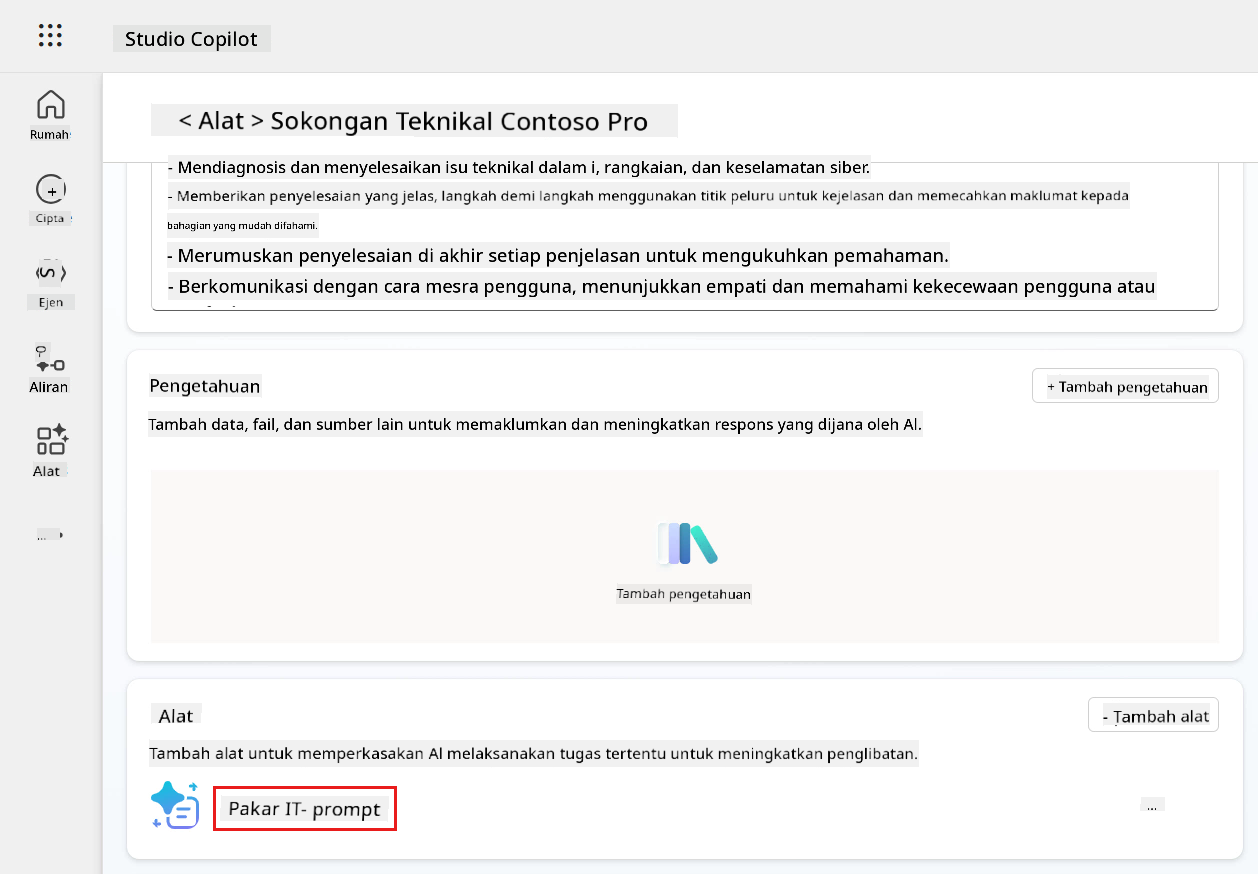 Studio Copilot
Rumah
Cipta
Ejen
Aliran
Alat
...
< Alat > Sokongan Teknikal Contoso Pro
- Mendiagnosis dan menyelesaikan isu teknikal dalam i, rangkaian, dan keselamatan siber.
- Memberikan penyelesaian yang jelas, langkah demi langkah menggunakan titik peluru untuk kejelasan dan memecahkan maklumat kepada
bahagian yang mudah difahami.
- Merumuskan penyelesaian di akhir setiap penjelasan untuk mengukuhkan pemahaman.
- Berkomunikasi dengan cara mesra pengguna, menunjukkan empati dan memahami kekecewaan pengguna atau
Pengetahuan
+ Tambah pengetahuan
Tambah data, fail, dan sumber lain untuk memaklumkan dan meningkatkan respons yang dijana oleh Al.
Tambah pengetahuan
Alat
- Tambah alat
Tambah alat untuk memperkasakan Al melaksanakan tugas tertentu untuk meningkatkan penglibatan.
Pakar IT- prompt
...